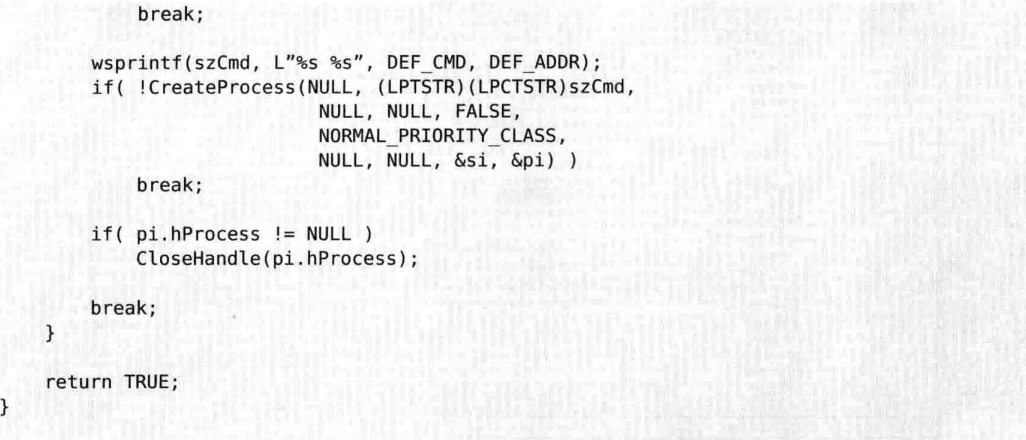 break;
wsprintf(szCmd, L"%s %s", DEF_CMD, DEF_ADDR);
if( !CreateProcess(NULL, (LPTSTR)(LPCTSTR)szCmd,
NULL, NULL, FALSE,
NORMAL_PRIORITY_CLASS,
NULL, NULL, &si, &pi) )
break;
if( pi.hProcess != NULL )
CloseHandle(pi.hProcess);
break;
}
return TRUE;
}